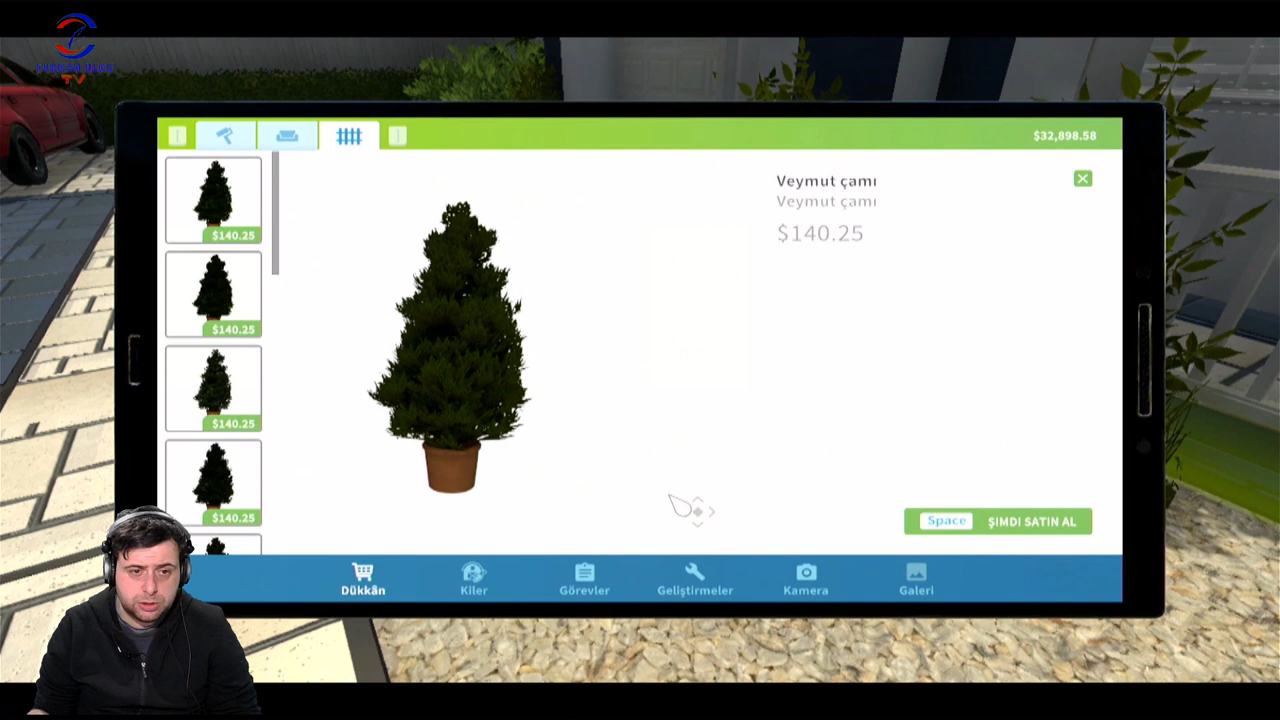 TV
$32,898.58
$140.25
$140.25
$140.25
$140.25
Veymut çamı
Veymut çamı
$140.25
Space ŞIMDI SATIN AL
Dükkân Kiler Görevler Geliştirmeler Kamera Galeri